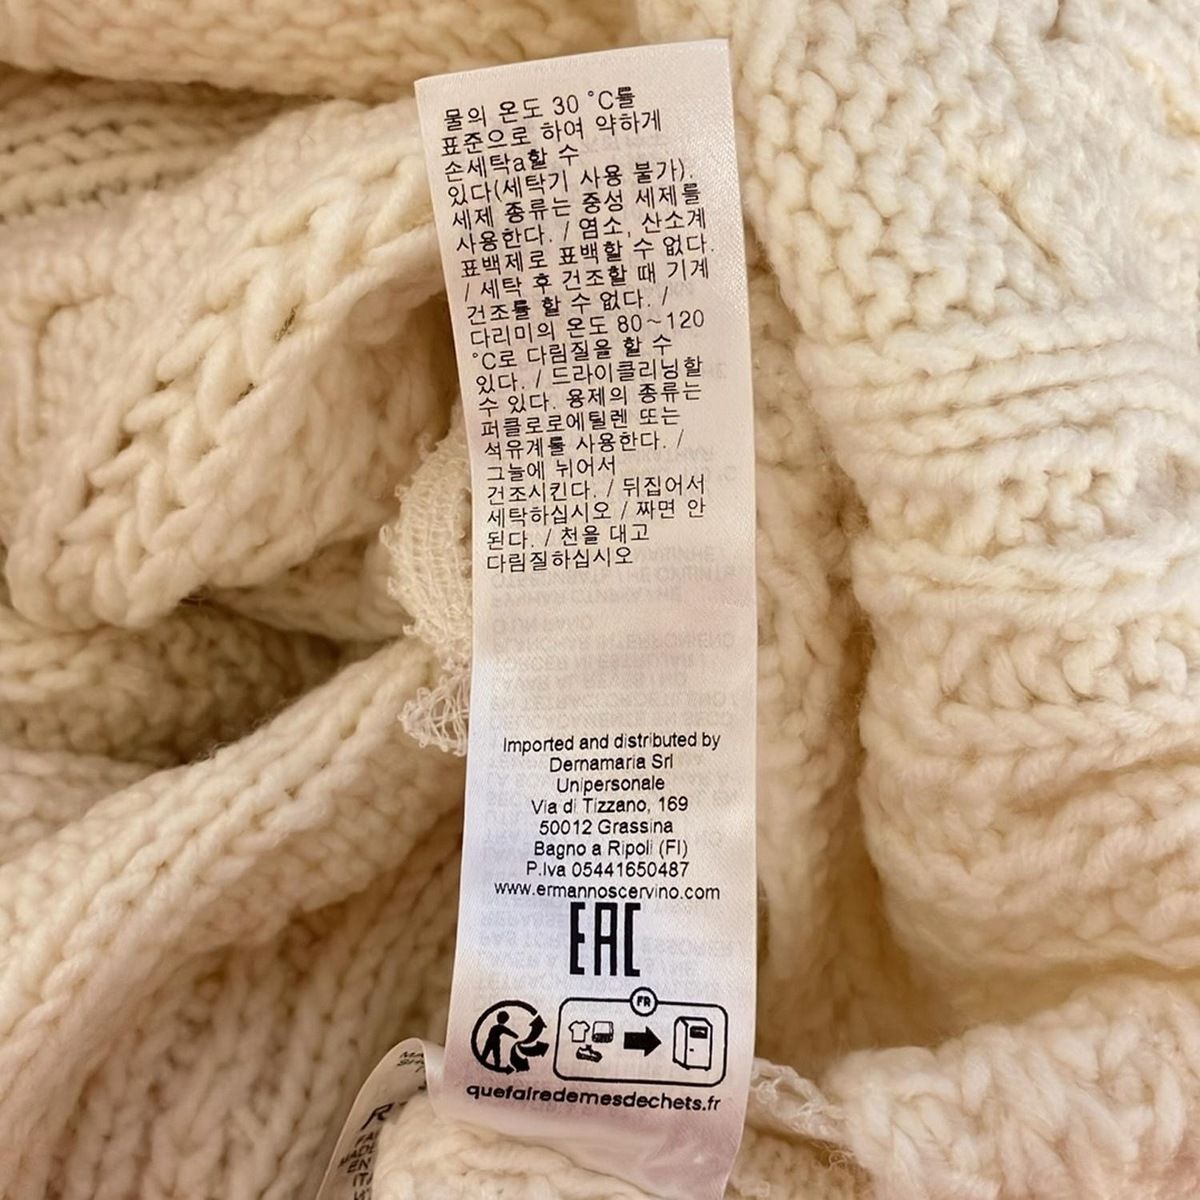 물의 온도 30 °C를
표준으로 하여 약하게
손세탁a할 수
있다(세탁기 사용 불가).
세제 종류는 중성 세제를
사용한다. / 염소, 산소계
표백제로 표백할 수 없다.
/ 세탁 후 건조할 때 기계
건조를 할 수 없다. /
다리미의 온도 80~120
°C로 다림질을 할 수
있다. / 드라이클리닝할
수 있다. 용제의 종류는
퍼클로로에틸렌 또는
석유계를 사용한다. /
그늘에 뉘어서
건조시킨다. / 뒤집어서
세탁하십시오 / 짜면 안
된다. / 천을 대고
다림질하십시오
Imported and distributed by
Dernamaria Srl
Unipersonale
Via di Tizzano, 169
50012 Grassina
Bagno a Ripoli (FI)
P.Iva 05441650487
www.ermannoscervino.com
EAC
FR
quefairedemesdechets.fr